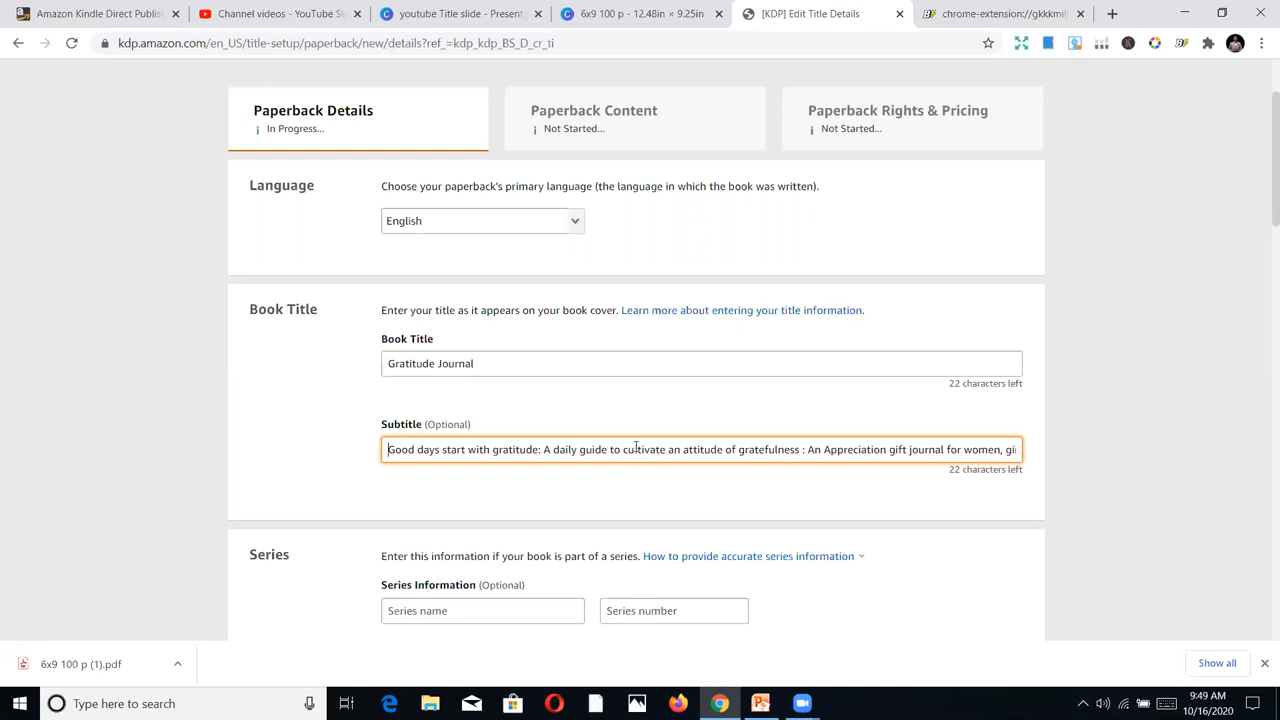 Amazon Kindle Direct Publishi
Channel videos - YouTube St
youtube Title slide - Present
6x9 100 p - 12.48in × 9.25in
[KDP] Edit Title Details
chrome-extension://gkkkmi
kdp.amazon.com/en_US/title-setup/paperback/new/details?ref_=kdp_kdp_BS_D_cr_ti
Paperback Details
In Progress...
Paperback Content
Not Started...
Paperback Rights & Pricing
Not Started...
Language
Choose your paperback's primary language (the language in which the book was written).
English
Book Title
Enter your title as it appears on your book cover. Learn more about entering your title information.
Book Title
Gratitude Journal
22 characters left
Subtitle (Optional)
Good days start with gratitude: A daily guide to cultivate an attitude of gratefulness : An Appreciation gift journal for women, gi
22 characters left
Series
Enter this information if your book is part of a series. How to provide accurate series information
Series Information (Optional)
Series name
Series number
6x9 100 p (1).pdf
Show all
Type here to search
9:49 AM
10/16/2020